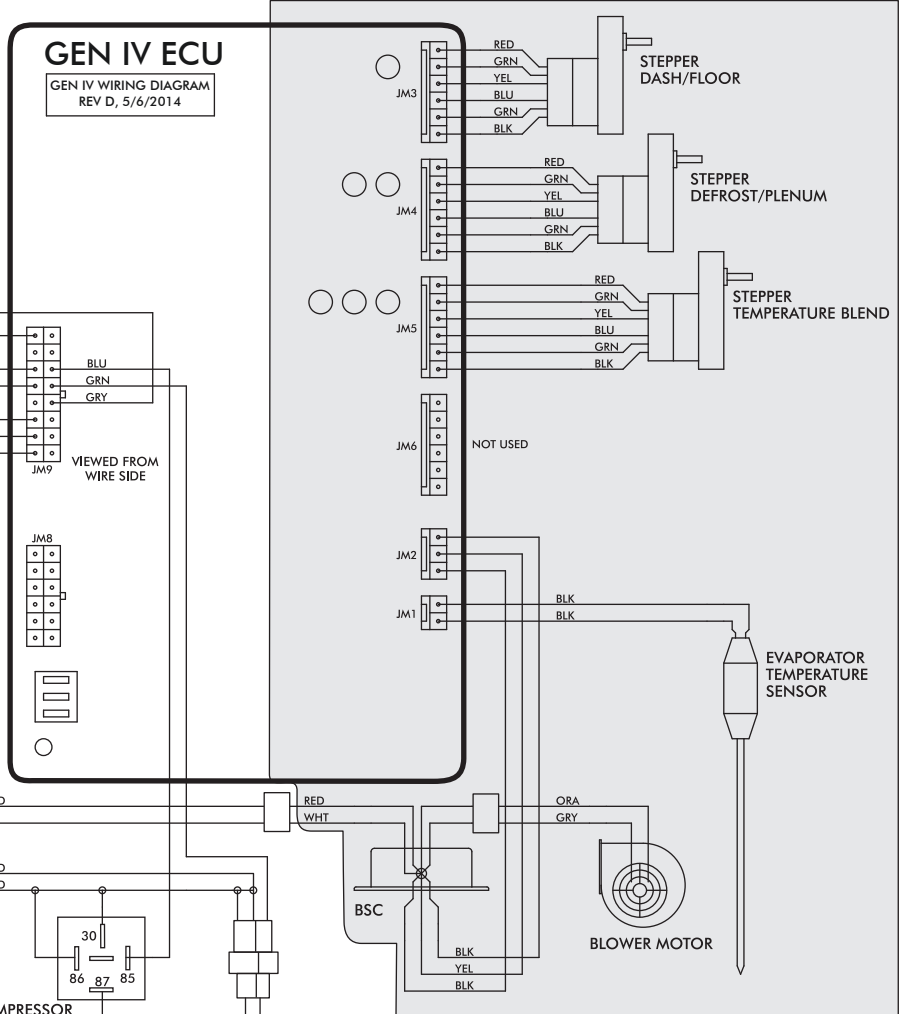 GEN IV ECU
GEN IV WIRING DIAGRAM
REV D, 5/6/2014
JM3
RED
GRN
YEL
BLU
GRN
BLK
STEPPER
DASH/FLOOR
JM4
RED
GRN
YEL
BLU
GRN
BLK
STEPPER
DEFROST/PLENUM
JM5
RED
GRN
YEL
BLU
GRN
BLK
STEPPER
TEMPERATURE BLEND
BLU
GRN
GRY
JM9
VIEWED FROM
WIRE SIDE
JM6
NOT USED
JM8
JM2
JM1
BLK
BLK
EVAPORATOR
TEMPERATURE
SENSOR
RED
WHT
ORA
GRY
BSC
BLOWER MOTOR
BLK
YEL
BLK
30
86
87
85
MPRESSOR